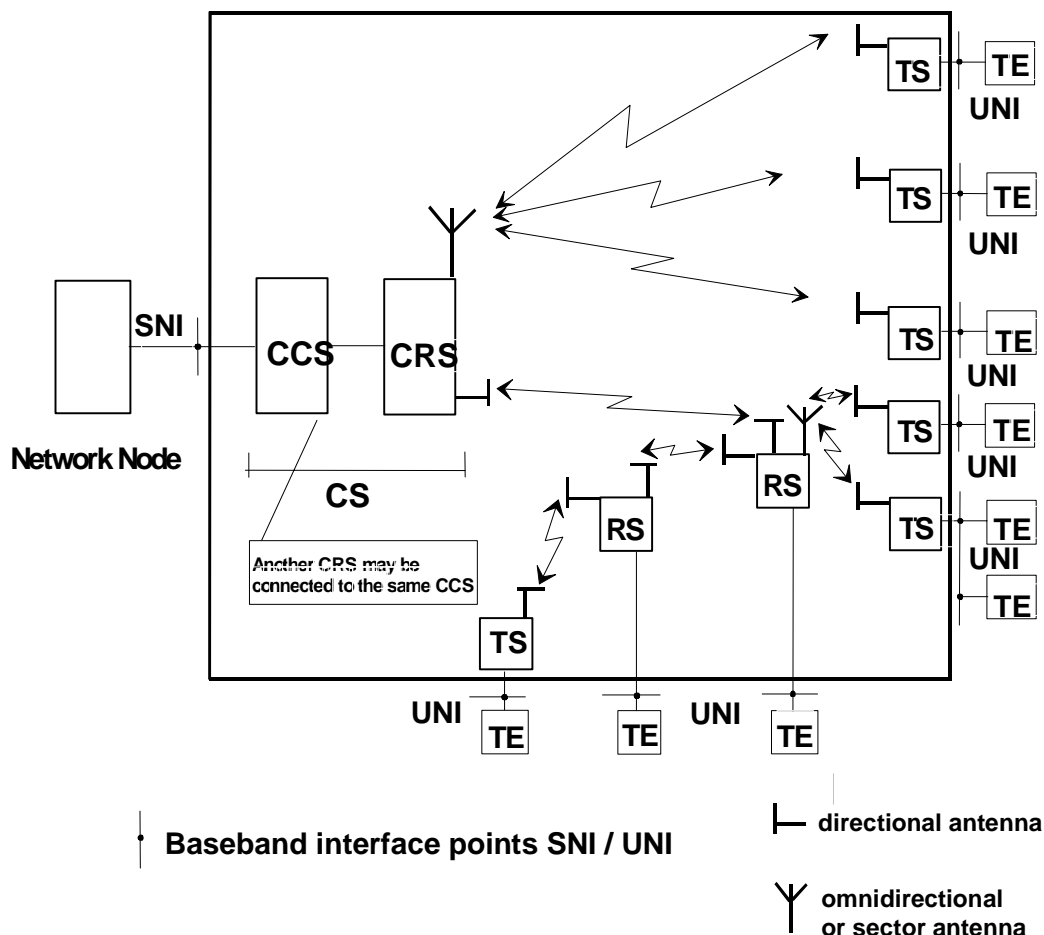 TS
TE
UNI
TS
TE
UNI
SNI
CCS
CRS
TS
TE
UNI
Network Node
CS
TS
TE
UNI
RS
RS
TS
TE
UNI
TE
Another CRS may be
connected to the same CCS
TS
UNI
TE
TE
UNI
TE
Baseband interface points SNI / UNI
directional antenna
omnidirectional
or sector antenna